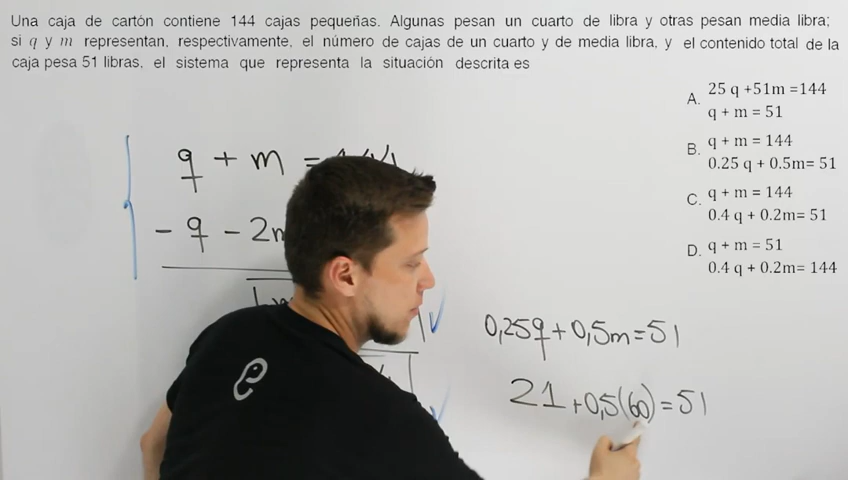 Una caja de cartón contiene 144 cajas pequeñas. Algunas pesan un cuarto de libra y otras pesan media libra;
si q y m representan, respectivamente, el número de cajas de un cuarto y de media libra, y el contenido total de la
caja pesa 51 libras, el sistema que representa la situación descrita es
A. 25 q +51m =144
q + m = 51
B. q + m = 144
0.25 q + 0.5m= 51
C. q + m = 144
0.4 q + 0.2m= 51
D. q + m = 51
0.4 q + 0.2m= 144
q + m =
- q - 2m
0,25q+0,5m=51
21+0,5(60)=51
e